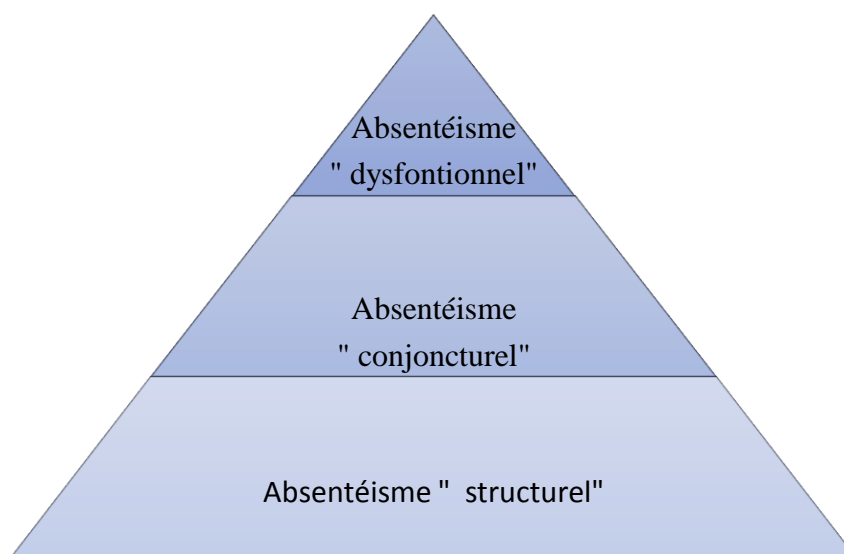 Absentéisme
" dysfontionnel"
Absentéisme
" conjoncturel"
Absentéisme " structurel"